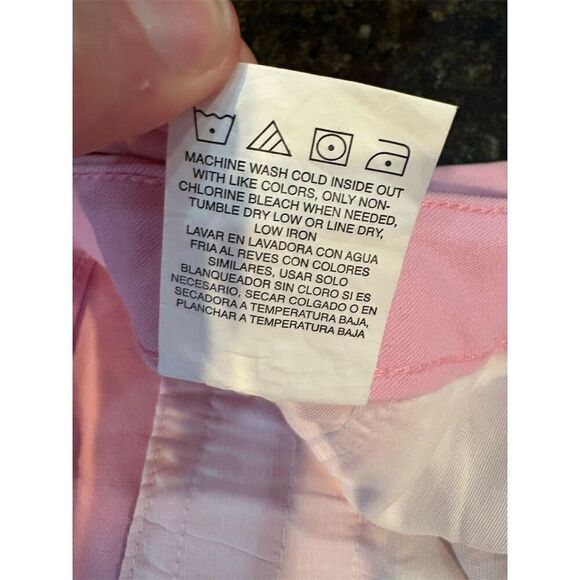 MACHINE WASH COLD INSIDE OUT
WITH LIKE COLORS, ONLY NON-
CHLORINE BLEACH WHEN NEEDED,
TUMBLE DRY LOW OR LINE DRY,
LOW IRON
LAVAR EN LAVADORA CON AGUA
FRIA AL REVES CON COLORES
SIMILARES, USAR SOLO
BLANQUEADOR SIN CLORO SI ES
NECESARIO, SECAR COLGADO O EN
SECADORA A TEMPERATURA BAJA,
PLANCHAR A TEMPERATURA BAJA